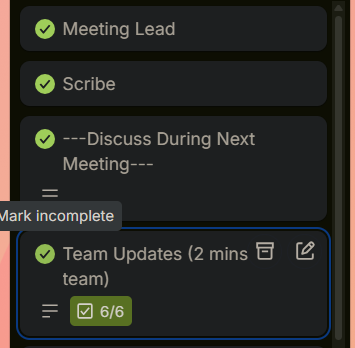 Meeting Lead
Scribe
---Discuss During Next
Meeting---
Mark incomplete
Team Updates (2 mins
team)
6/6